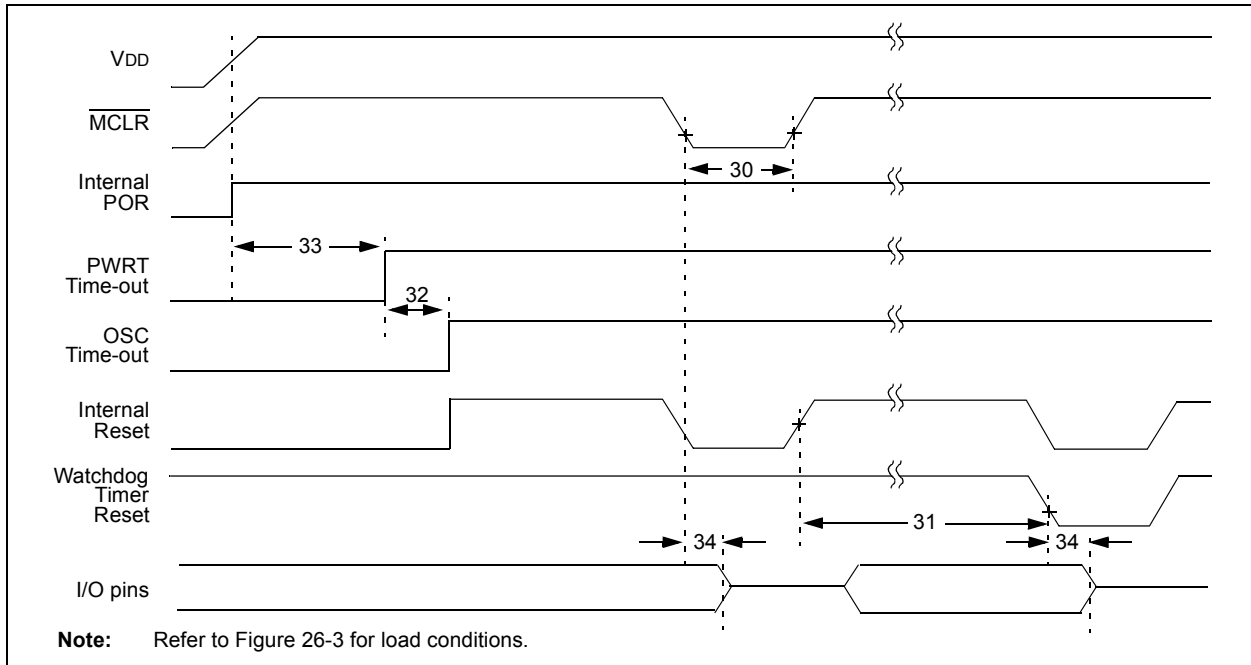 VDD
MCLR
30
Internal
POR
33
PWRT
Time-out
32
OSC
Time-out
Internal
Reset
Watchdog
Timer
Reset
31
34
34
I/O pins
Note: Refer to Figure 26-3 for load conditions.